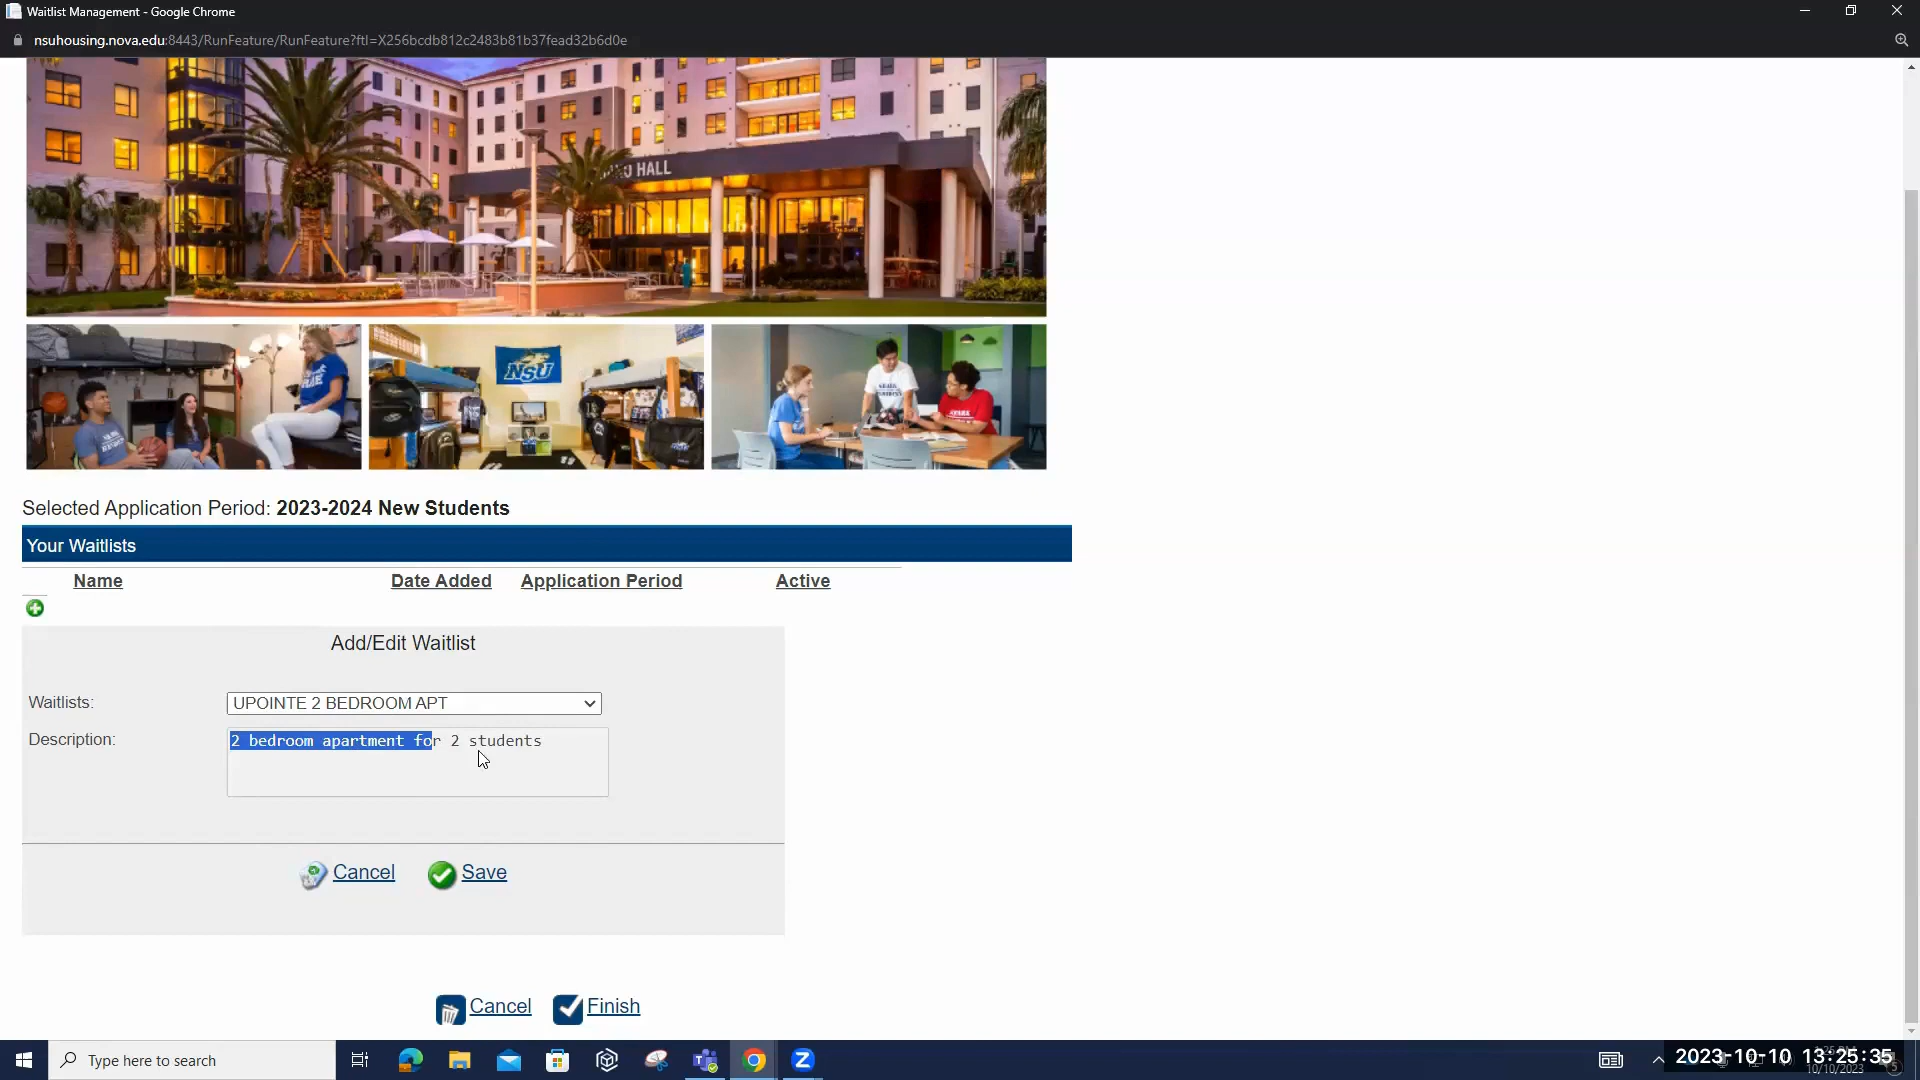 Waitlist Management - Google Chrome
nsuhousing.nova.edu:8443/RunFeature/RunFeature?ftl=X256bcdb812c2483b81b37fead32b6d0e
HALL
NSU
Selected Application Period: 2023-2024 New Students
Your Waitlists
Name Date Added Application Period Active
Add/Edit Waitlist
Waitlists: UPOINTE 2 BEDROOM APT
Description: 2 bedroom apartment for 2 students
Cancel Save
Cancel Finish
Type here to search
2023-10-10 13:25:35
10/10/2023